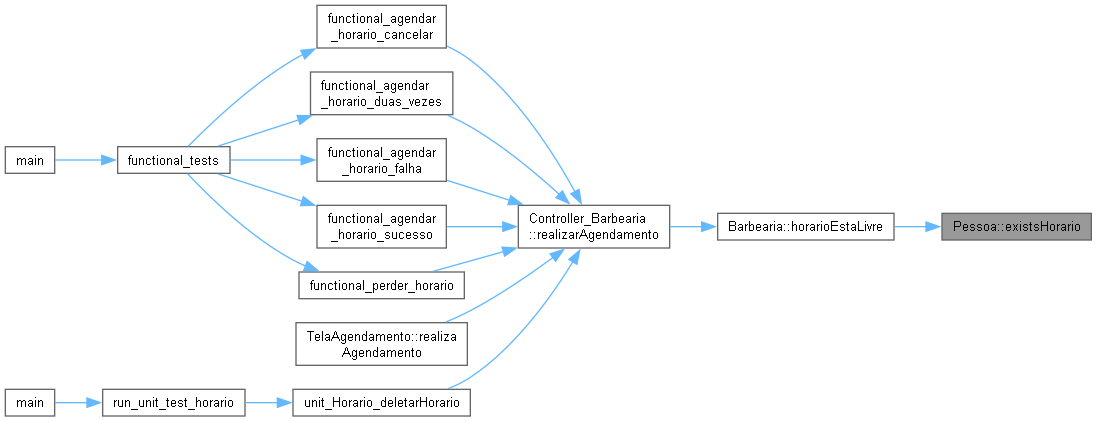 functional_agendar
_horario_cancelar
functional_agendar
_horario_duas_vezes
main
functional_tests
functional_agendar
_horario_falha
functional_agendar
_horario_sucesso
Controller_Barbearia
::realizarAgendamento
Barbearia::horarioEstaLivre
Pessoa::existsHorario
functional_perder_horario
TelaAgendamento::realiza
Agendamento
main
run_unit_test_horario
unit_Horario_deletarHorario